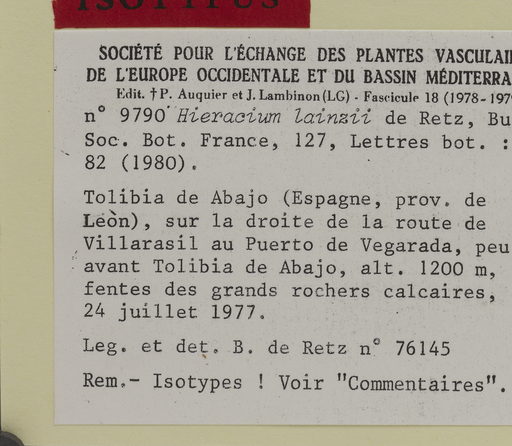 ISOTYPUS
SOCIÉTÉ POUR L'ÉCHANGE DES PLANTES VASCULAI
DE L'EUROPE OCCIDENTALE ET DU BASSIN MÉDITERRA
Edit. † P. Auquier et J. Lambinon (LG) - Fascicule 18 (1978-197
n° 9790 Hieracium lainzii de Retz, Bu
Soc. Bot. France, 127, Lettres bot. :
82 (1980).
Tolibia de Abajo (Espagne, prov. de
Leòn), sur la droite de la route de
Villarasil au Puerto de Vegarada, peu
avant Tolibia de Abajo, alt. 1200 m,
fentes des grands rochers calcaires,
24 juillet 1977.
Leg. et det. B. de Retz n° 76145
Rem.- Isotypes ! Voir "Commentaires".